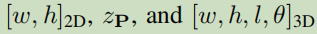 [w, h]2D, zP, and [w, h, l, θ]3D